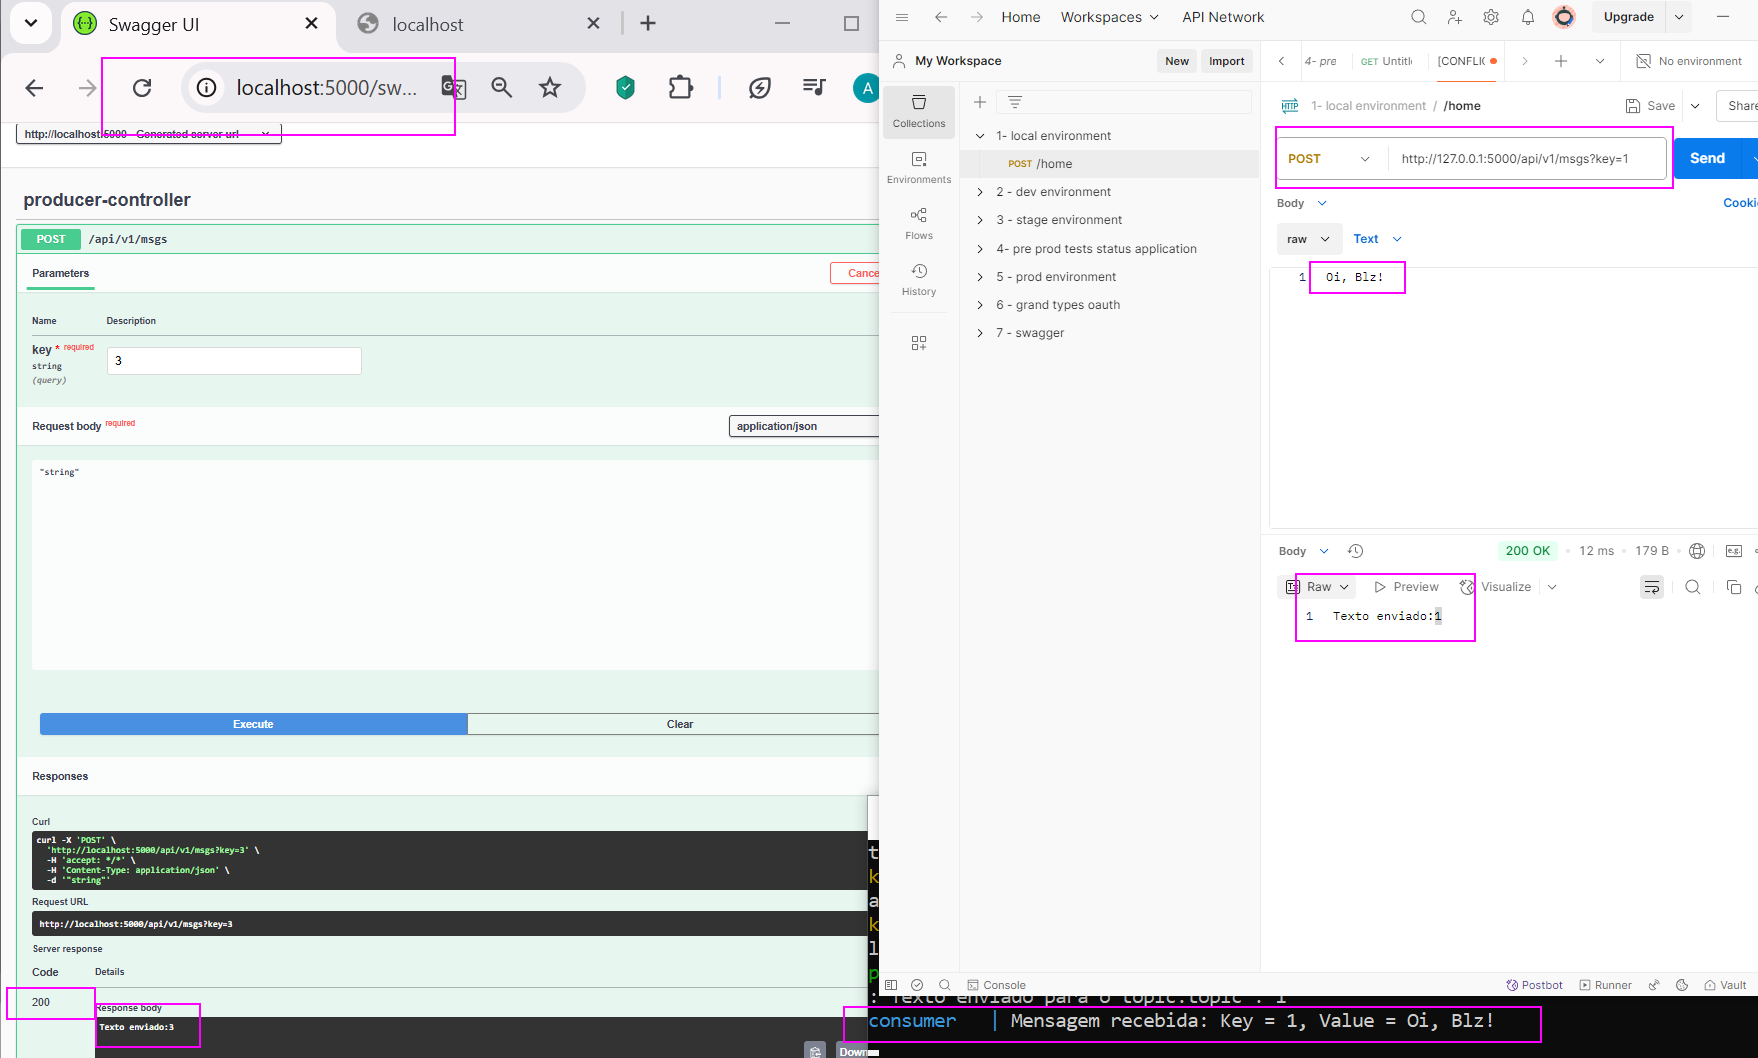 Swagger UI
localhost
localhost:5000/sw...
A
http://localhost:5000 - Generated server url
producer-controller
POST /api/v1/msgs
Parameters
Cance
Name Description
key * required
string
(query)
3
Request body required
application/json
"string"
Execute Clear
Responses
Curl
curl -X 'POST' \
'http://localhost:5000/api/v1/msgs?key=3' \
-H 'accept: */*' \
-H 'Content-Type: application/json' \
-d '"string"'
Request URL
http://localhost:5000/api/v1/msgs?key=3
Server response
Code Details
200
Response body
Texto enviado:3
Down
Home Workspaces API Network
Upgrade
My Workspace
New Import
4- pre
GET Untitl
[CONFLIC
No environment
Collections
Environments
Flows
History
1- local environment
POST /home
2 - dev environment
3 - stage environment
4- pre prod tests status application
5 - prod environment
6 - grand types oauth
7 - swagger
HTTP 1- local environment / /home
Save
Share
POST http://127.0.0.1:5000/api/v1/msgs?key=1
Send
Body
Cookie
raw Text
1 Oi, Blz!
Body
200 OK • 12 ms • 179 B
e.g.
Raw Preview Visualize
1 Texto enviado:1
Console
Postbot Runner Vault
t
k
a
k
l
p
: Texto enviado para o topic:topic . 1
consumer | Mensagem recebida: Key = 1, Value = Oi, Blz!